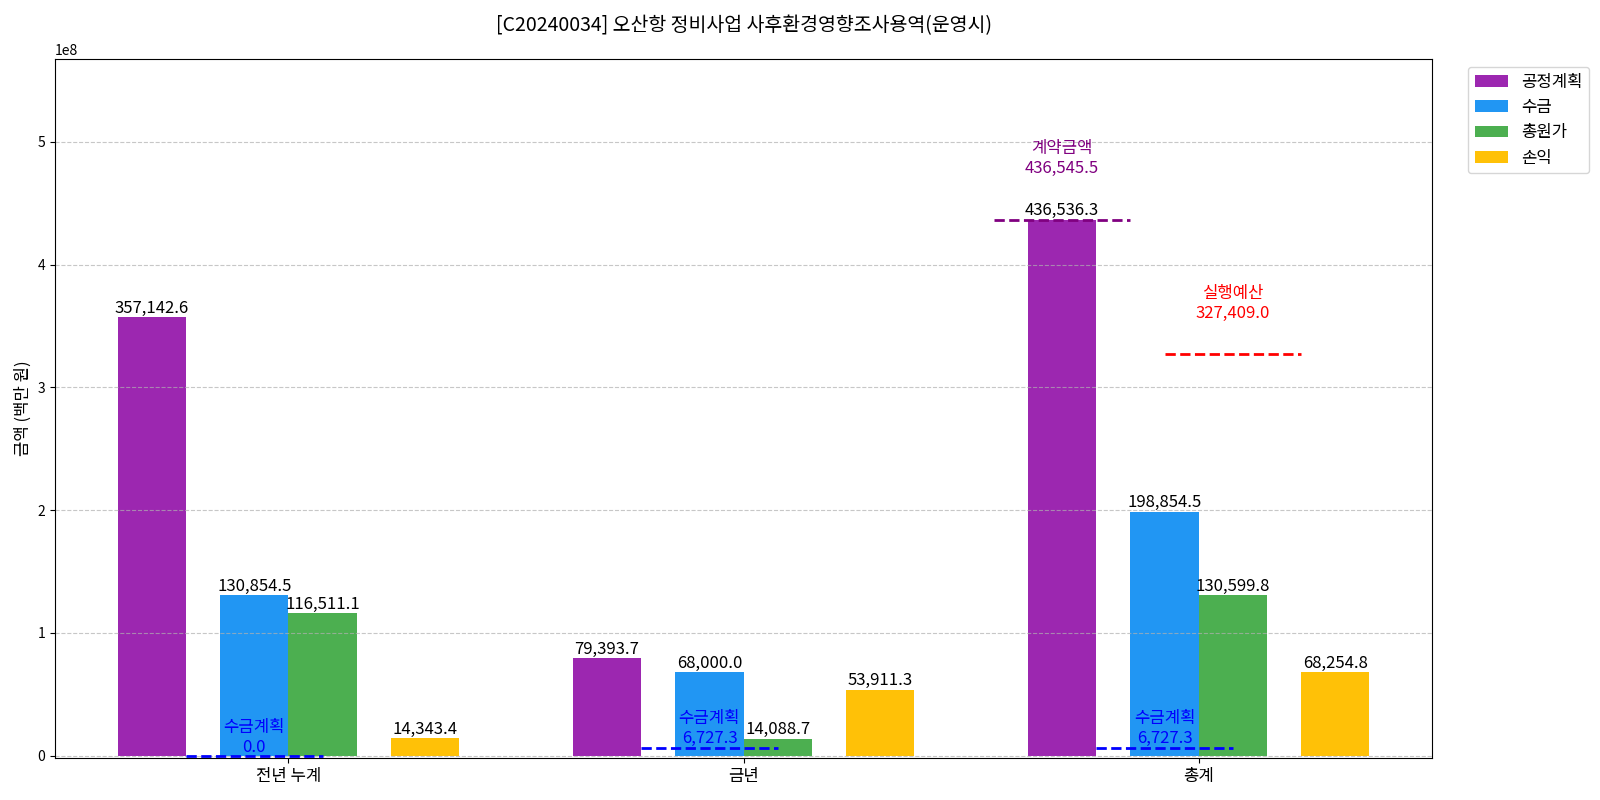 [C20240034] 오산항 정비사업 사후환경영향조사용역(운영시)
1e8
공정계획
수금
총원가
손익
금액 (백만 원)
5
4
3
2
1
0
357,142.6
130,854.5
116,511.1
14,343.4
수금계획
0.0
79,393.7
68,000.0
14,088.7
53,911.3
수금계획
6,727.3
계약금액
436,545.5
436,536.3
실행예산
327,409.0
198,854.5
130,599.8
68,254.8
수금계획
6,727.3
전년 누계
금년
총계